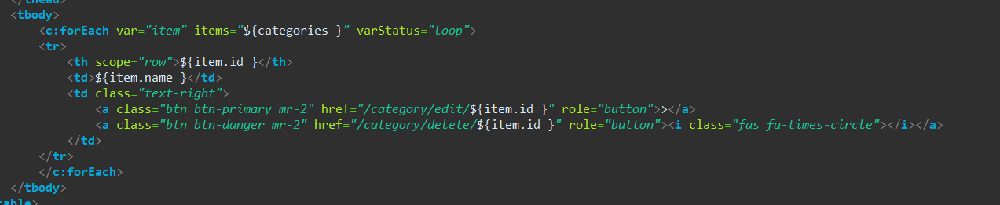 </thead>
<tbody>
<c:forEach var="item" items="${categories }" varStatus="loop">
<tr>
<th scope="row">${item.id }</th>
<td>${item.name }</td>
<td class="text-right">
<a class="btn btn-primary mr-2" href="/category/edit/${item.id }" role="button">></a>
<a class="btn btn-danger mr-2" href="/category/delete/${item.id }" role="button"><i class="fas fa-times-circle"></i></a>
</td>
</tr>
</c:forEach>
</tbody>
table>